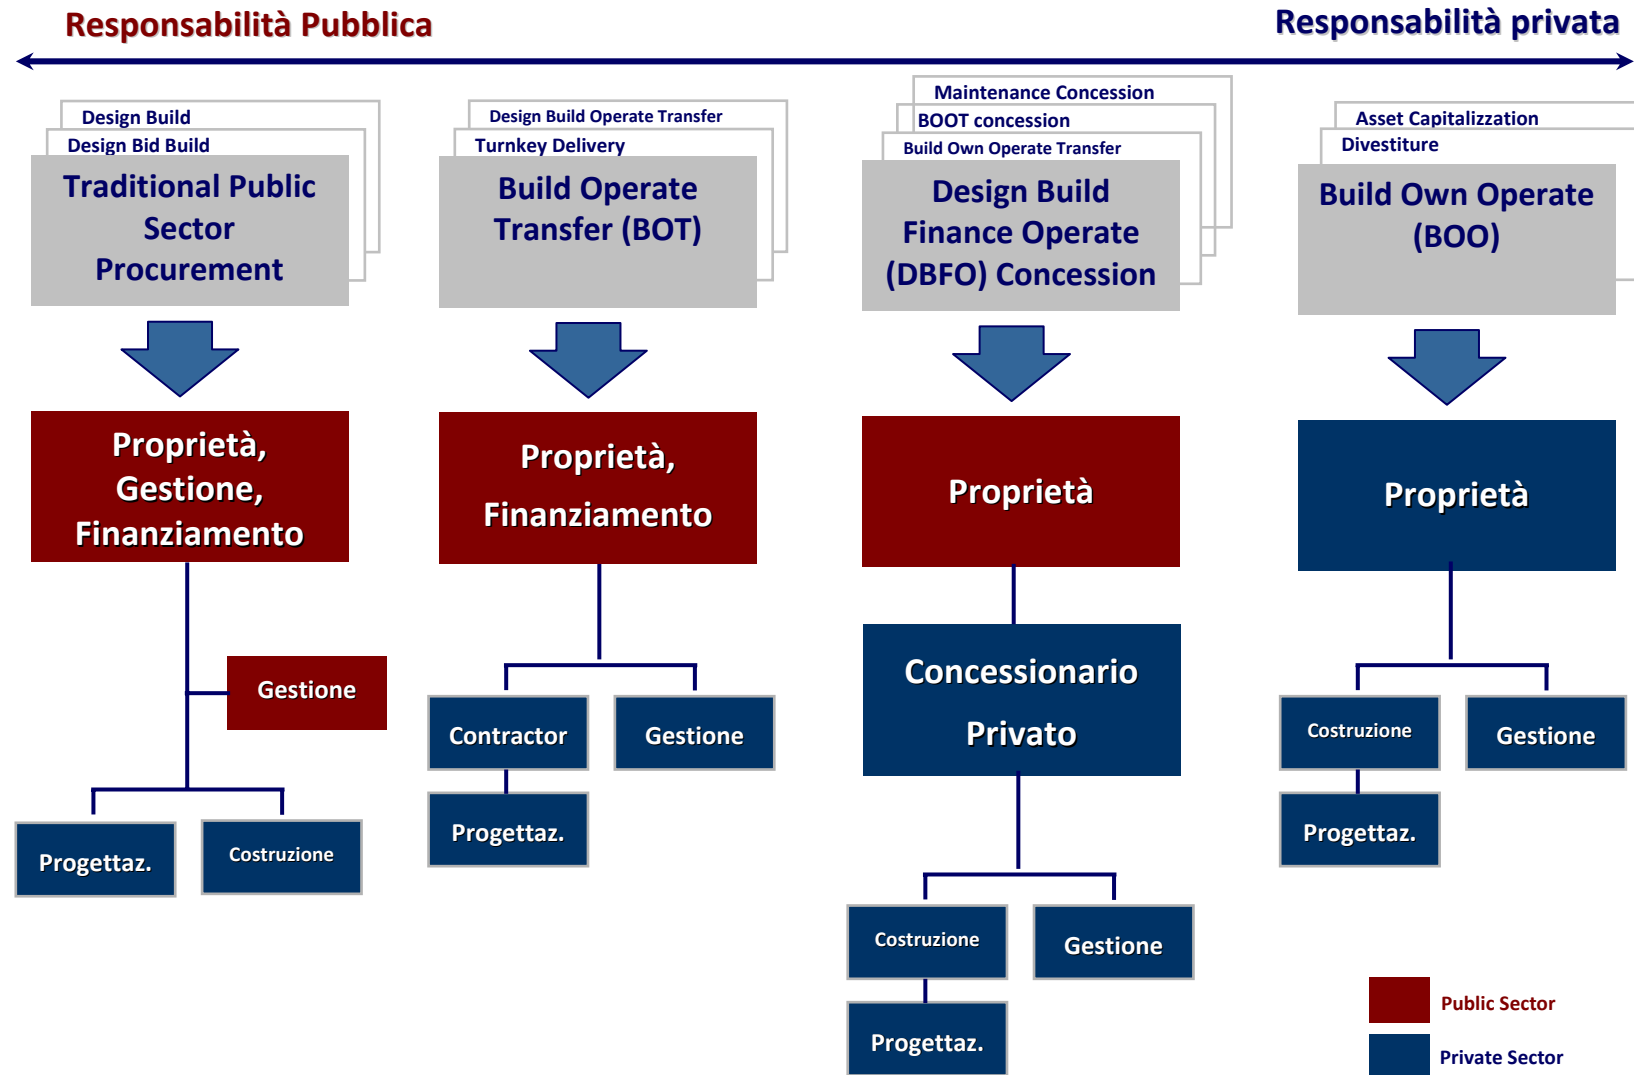 Responsabilità Pubblica
Responsabilità privata
Design Build
Design Bid Build
Traditional Public
Sector
Procurement
Design Build Operate Transfer
Turnkey Delivery
Build Operate
Transfer (BOT)
Maintenance Concession
BOOT concession
Build Own Operate Transfer
Design Build
Finance Operate
(DBFO) Concession
Asset Capitalizzation
Divestiture
Build Own Operate
(BOO)
Proprietà,
Gestione,
Finanziamento
Gestione
Progettaz.
Costruzione
Proprietà,
Finanziamento
Contractor
Gestione
Progettaz.
Proprietà
Concessionario
Privato
Costruzione
Gestione
Progettaz.
Proprietà
Costruzione
Gestione
Progettaz.
Public Sector
Private Sector